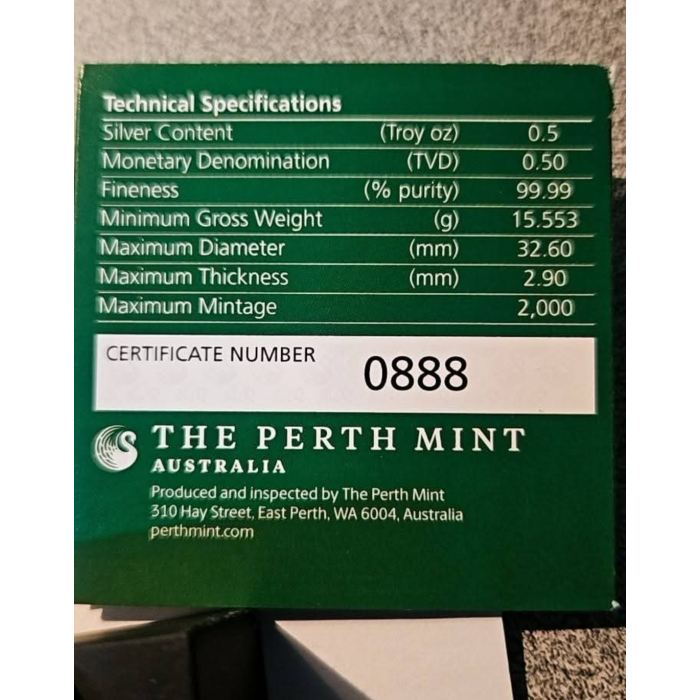 Technical Specifications
Silver Content (Troy oz) 0.5
Monetary Denomination (TVD) 0.50
Fineness (% purity) 99.99
Minimum Gross Weight (g) 15.553
Maximum Diameter (mm) 32.60
Maximum Thickness (mm) 2.90
Maximum Mintage 2,000
CERTIFICATE NUMBER 0888
THE PERTH MINT
AUSTRALIA
Produced and inspected by The Perth Mint
310 Hay Street, East Perth, WA 6004, Australia
perthmint.com